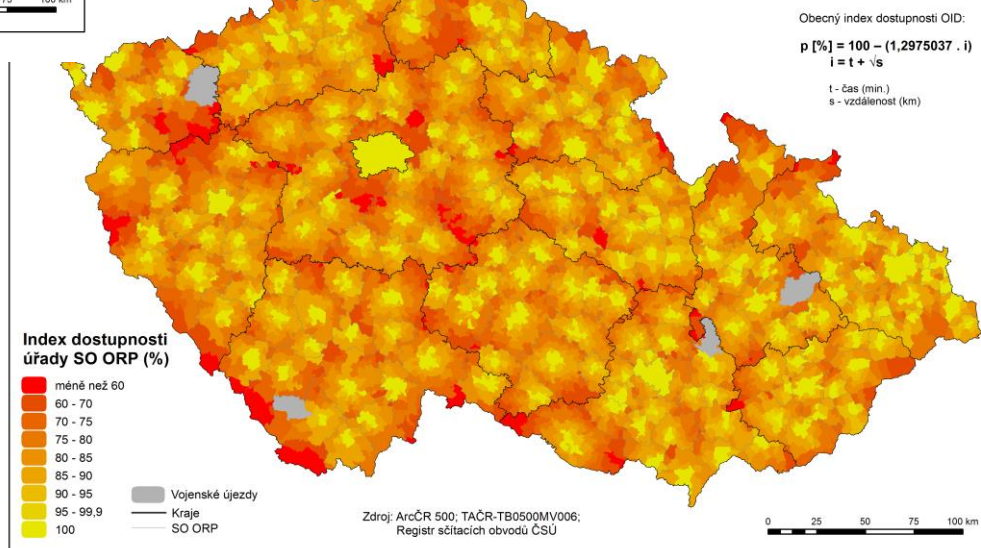 100 km
Obecný index dostupnosti OID:
p [%] = 100 – (1,2975037 . i)
i = t + √s
t - čas (min.)
s - vzdálenost (km)
Index dostupnosti
úřady SO ORP (%)
méně než 60
60 - 70
70 - 75
75 - 80
80 - 85
85 - 90
90 - 95
95 - 99,9
100
Vojenské újezdy
Kraje
SO ORP
Zdroj: ArcČR 500; TAČR-TB0500MV006;
Registr sčítacích obvodů ČSÚ
0 25 50 75 100 km